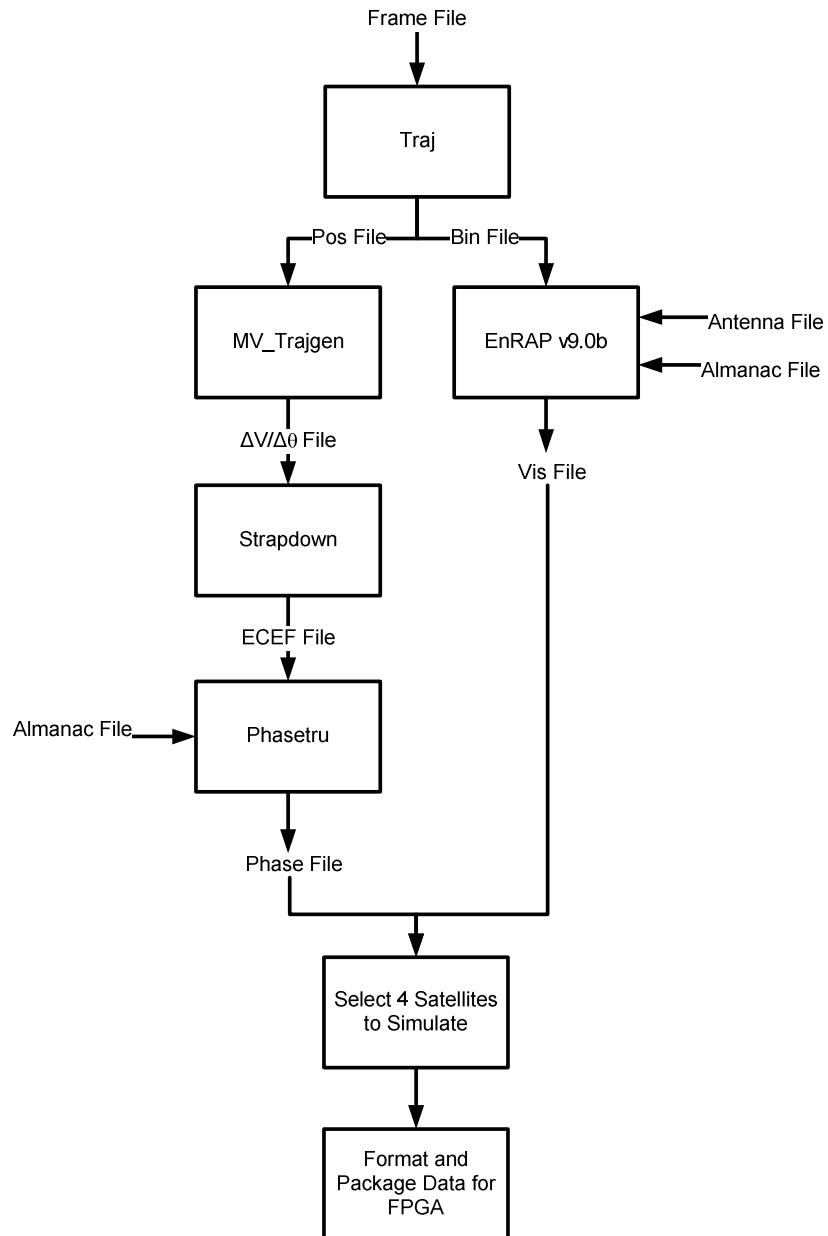 Frame File
Traj
Pos File
Bin File
MV_Trajgen
EnRAP v9.0b
Antenna File
Almanac File
ΔV/Δθ File
Vis File
Strapdown
ECEF File
Almanac File
Phasetru
Phase File
Select 4 Satellites
to Simulate
Format and
Package Data for
FPGA